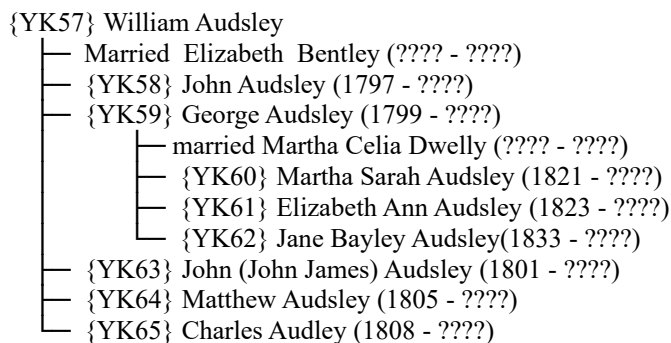 {YK57} William Audsley
Married Elizabeth Bentley (???? - ????)
{YK58} John Audsley (1797 - ????)
{YK59} George Audsley (1799 - ????)
married Martha Celia Dwelly (???? - ????)
{YK60} Martha Sarah Audsley (1821 - ????)
{YK61} Elizabeth Ann Audsley (1823 - ????)
{YK62} Jane Bayley Audsley(1833 - ????)
{YK63} John (John James) Audsley (1801 - ????)
{YK64} Matthew Audsley (1805 - ????)
{YK65} Charles Audley (1808 - ????)